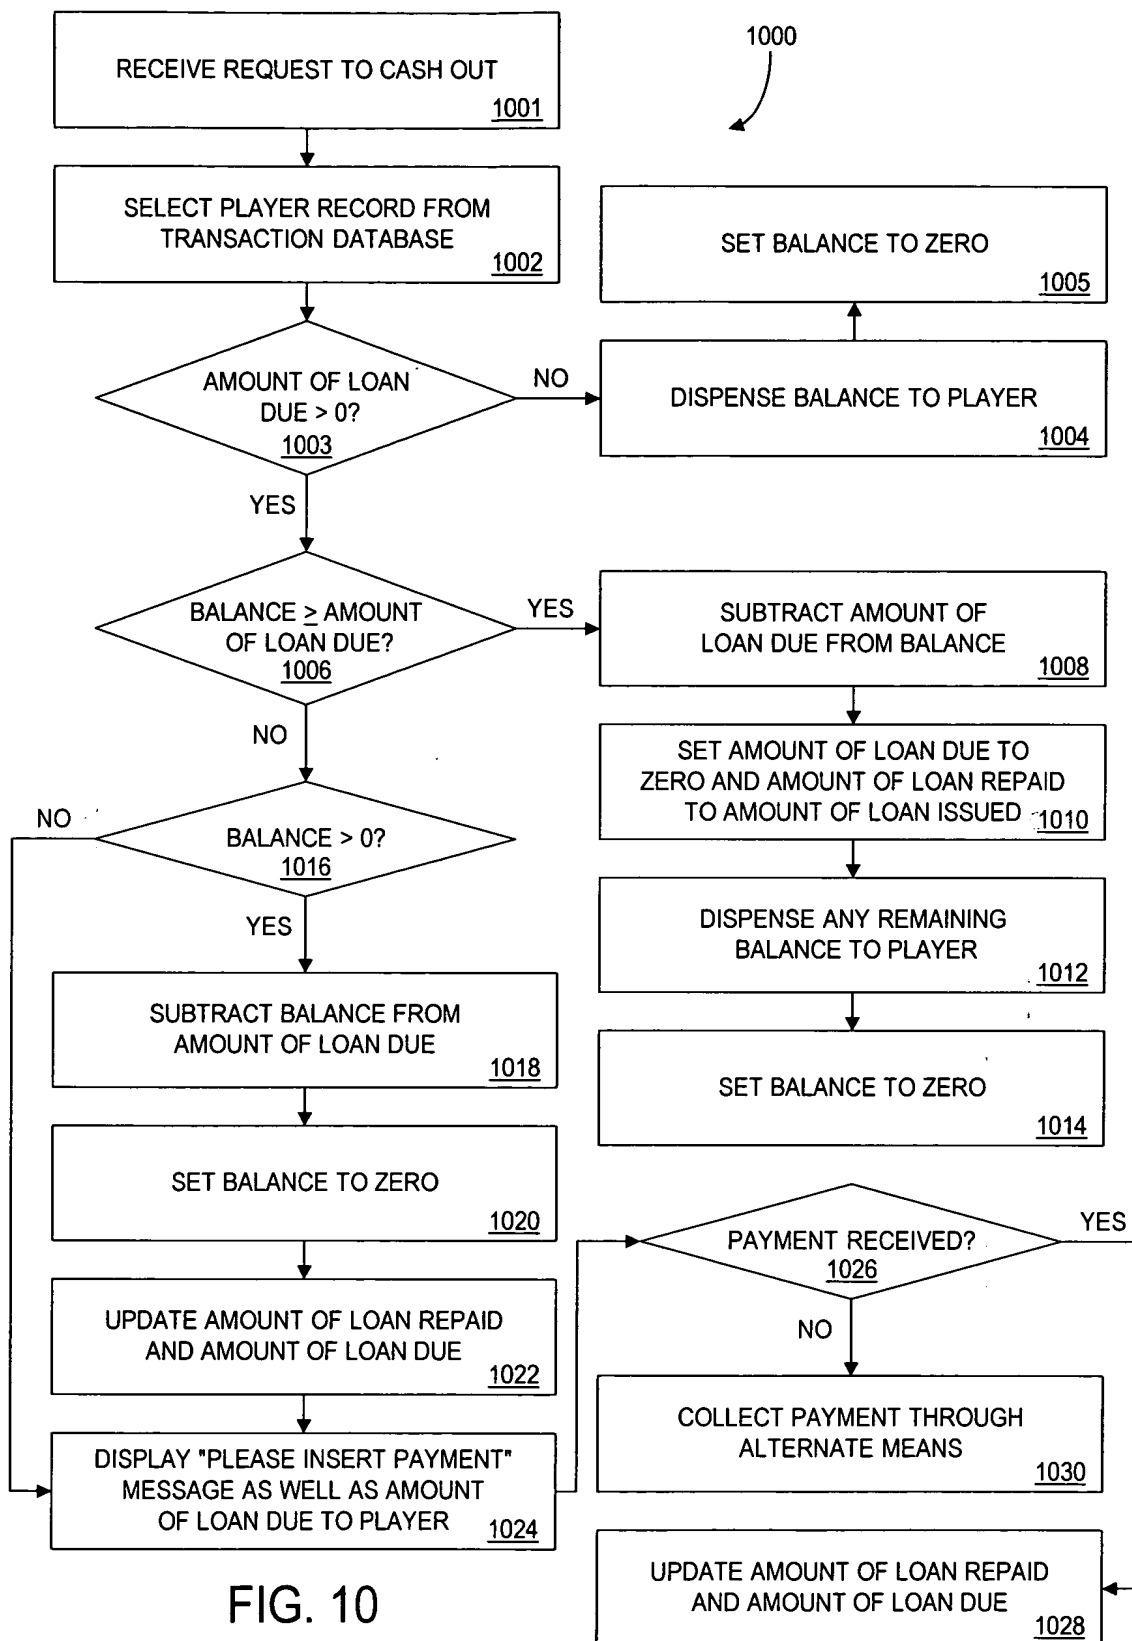 1000
RECEIVE REQUEST TO CASH OUT
1001
SELECT PLAYER RECORD FROM
TRANSACTION DATABASE
1002
SET BALANCE TO ZERO
1005
AMOUNT OF LOAN
DUE > 0?
1003
NO
DISPENSE BALANCE TO PLAYER
1004
YES
BALANCE ≥ AMOUNT
OF LOAN DUE?
1006
YES
SUBTRACT AMOUNT OF
LOAN DUE FROM BALANCE
1008
NO
SET AMOUNT OF LOAN DUE TO
ZERO AND AMOUNT OF LOAN REPAID
TO AMOUNT OF LOAN ISSUED
1010
NO
BALANCE > 0?
1016
DISPENSE ANY REMAINING
BALANCE TO PLAYER
1012
YES
SUBTRACT BALANCE FROM
AMOUNT OF LOAN DUE
1018
SET BALANCE TO ZERO
1014
SET BALANCE TO ZERO
1020
PAYMENT RECEIVED?
1026
YES
UPDATE AMOUNT OF LOAN REPAID
AND AMOUNT OF LOAN DUE
1022
NO
COLLECT PAYMENT THROUGH
ALTERNATE MEANS
1030
DISPLAY "PLEASE INSERT PAYMENT"
MESSAGE AS WELL AS AMOUNT
OF LOAN DUE TO PLAYER
1024
UPDATE AMOUNT OF LOAN REPAID
AND AMOUNT OF LOAN DUE
1028
FIG. 10